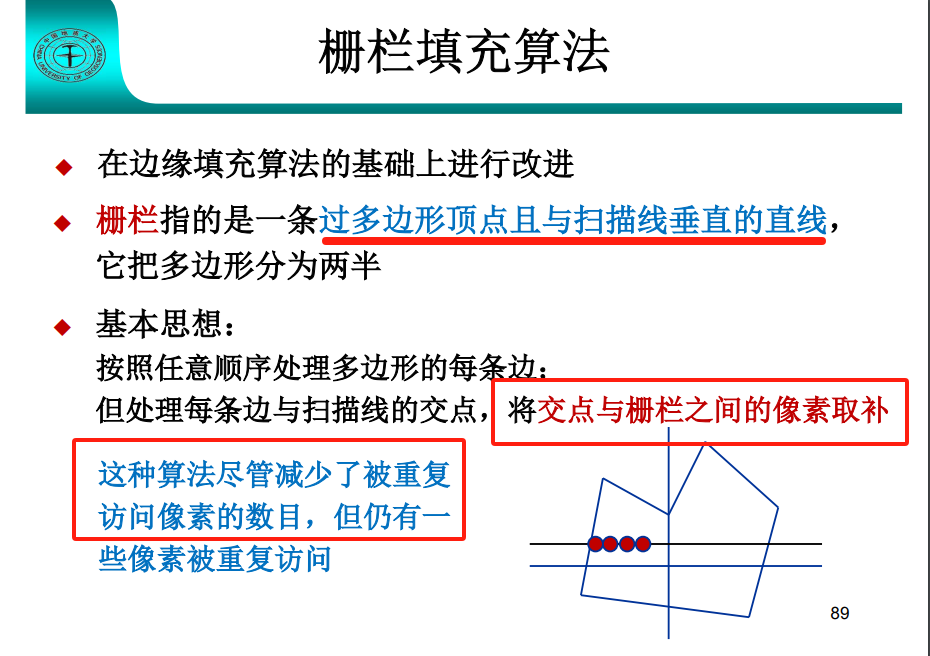 栅栏填充算法
在边缘填充算法的基础上进行改进
栅栏指的是一条过多边形顶点且与扫描线垂直的直线，
它把多边形分为两半
基本思想：
按照任意顺序处理多边形的每条边；
但处理每条边与扫描线的交点，将交点与栅栏之间的像素取补
这种算法尽管减少了被重复
访问像素的数目，但仍有一
些像素被重复访问
89